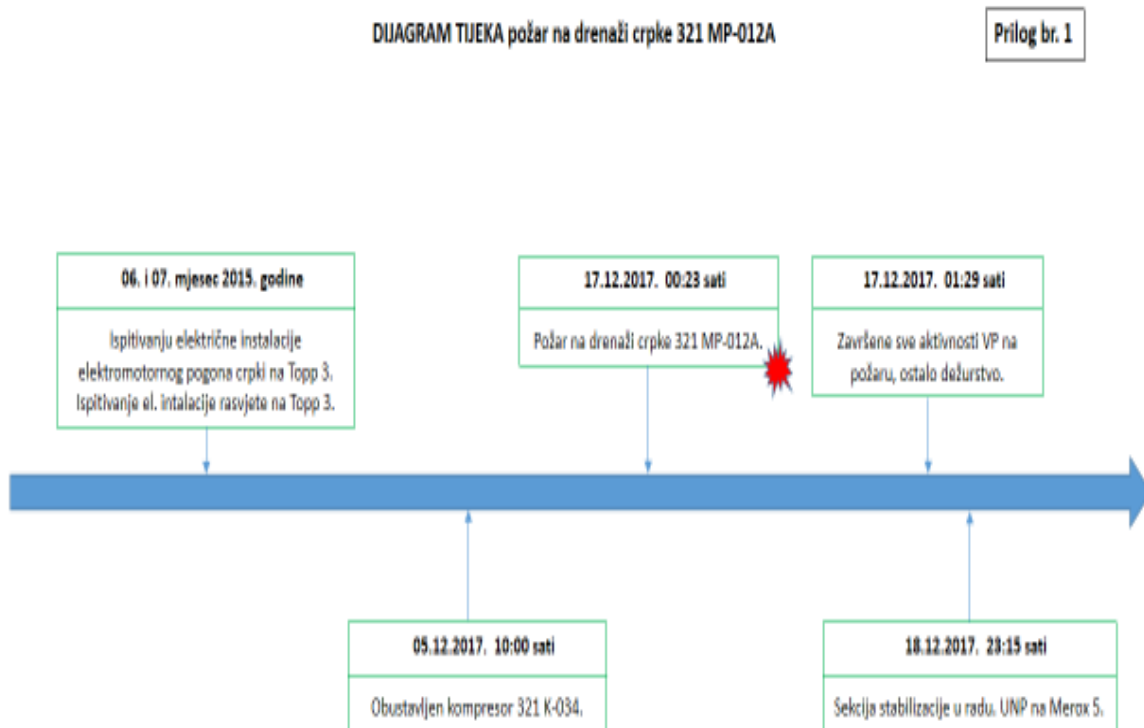 DIJAGRAM TIJEKA požar na drenaži crpke 321 MP-012A
Prilog br. 1
06. i 07. mjesec 2015. godine
Ispitivanju električne instalacije
elektromotornog pogona crpki na Topp 3.
Ispitivanje el. intalacije rasvjete na Topp 3.
17.12.2017. 00:23 sati
Požar na drenaži crpke 321 MP-012A.
17.12.2017. 01:29 sati
Završene sve aktivnosti VP na
požaru, ostalo dežurstvo.
05.12.2017. 10:00 sati
Obustavljen kompresor 321 K-034.
18.12.2017. 23:15 sati
Sekcija stabilizacije u radu. UNP na Merox 5.